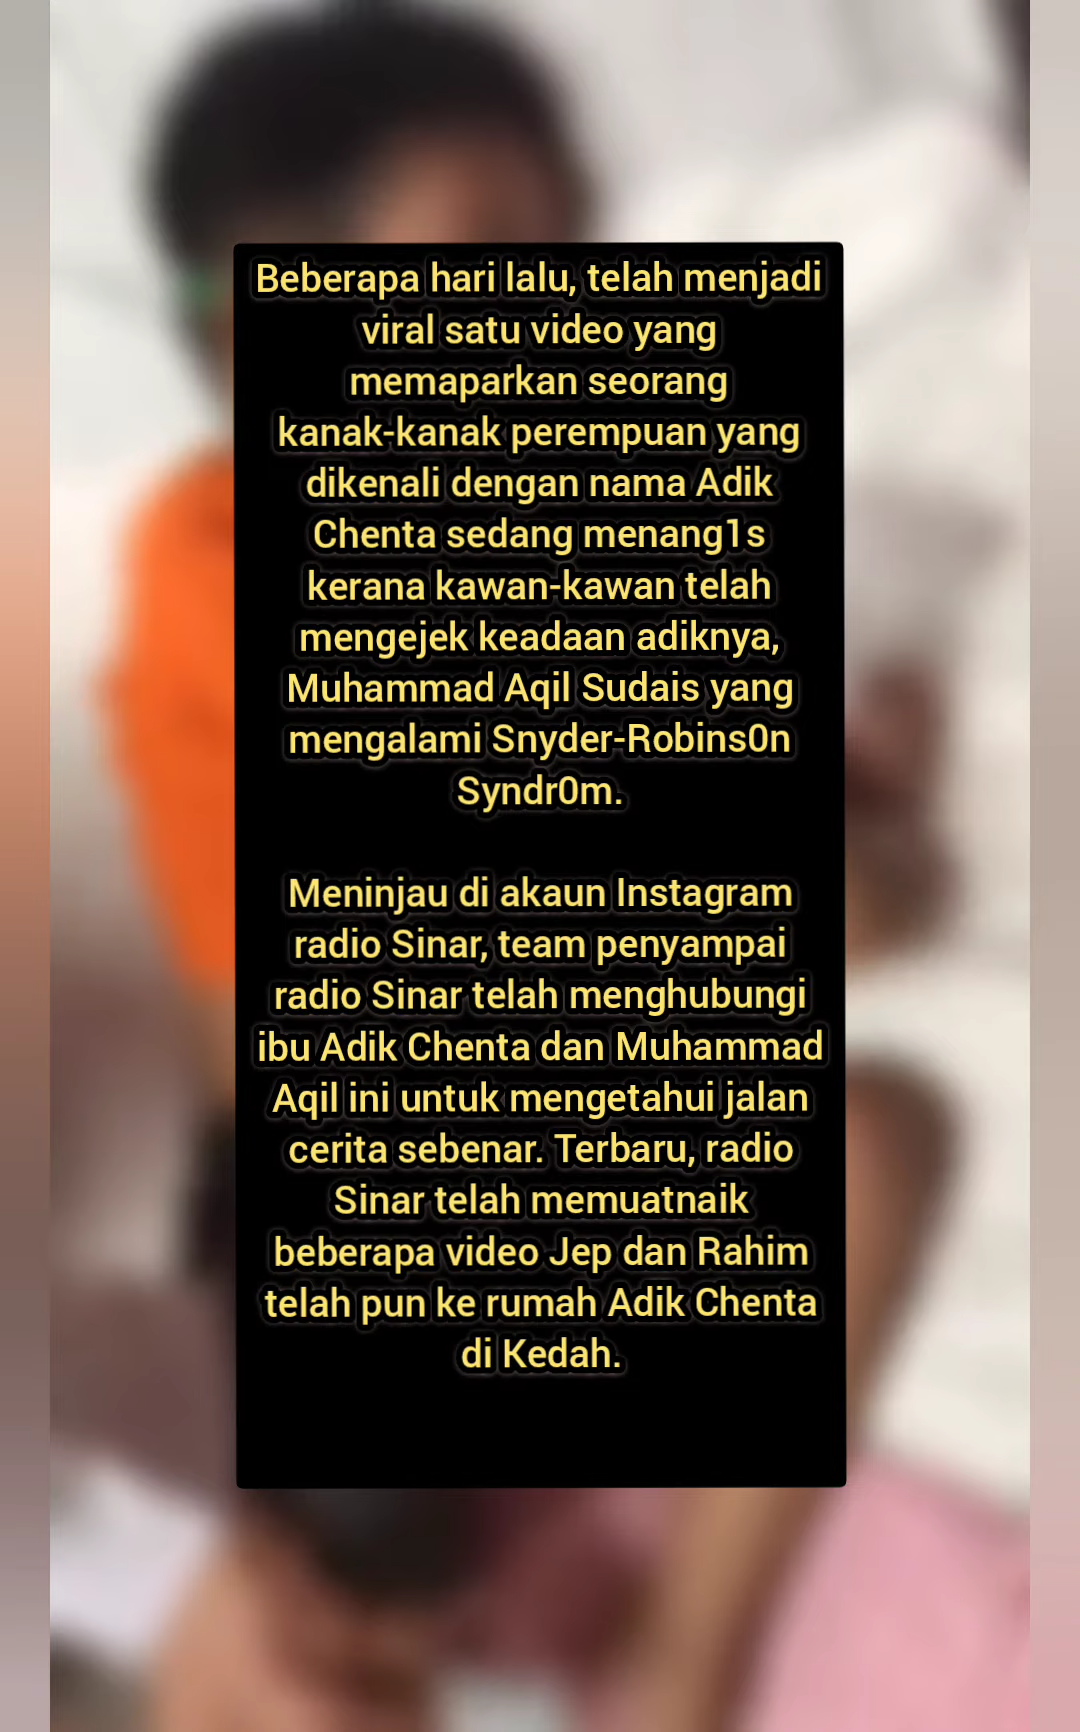 Beberapa hari lalu, telah menjadi
viral satu video yang
memaparkan seorang
kanak-kanak perempuan yang
dikenali dengan nama Adik
Chenta sedang menang1s
kerana kawan-kawan telah
mengejek keadaan adiknya,
Muhammad Aqil Sudais yang
mengalami Snyder-Robins0n
Syndr0m.
Meninjau di akaun Instagram
radio Sinar, team penyampai
radio Sinar telah menghubungi
ibu Adik Chenta dan Muhammad
Aqil ini untuk mengetahui jalan
cerita sebenar. Terbaru, radio
Sinar telah memuatnaik
beberapa video Jep dan Rahim
telah pun ke rumah Adik Chenta
di Kedah.